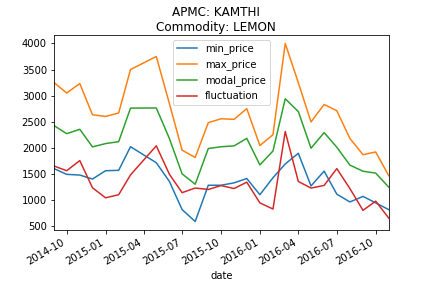 APMC: KAMTHI
Commodity: LEMON
4000
3500
3000
2500
2000
1500
1000
500
min_price
max_price
modal_price
fluctuation
2014-10
2015-01
2015-04
2015-07
2015-10
2016-01
2016-04
2016-07
2016-10
date